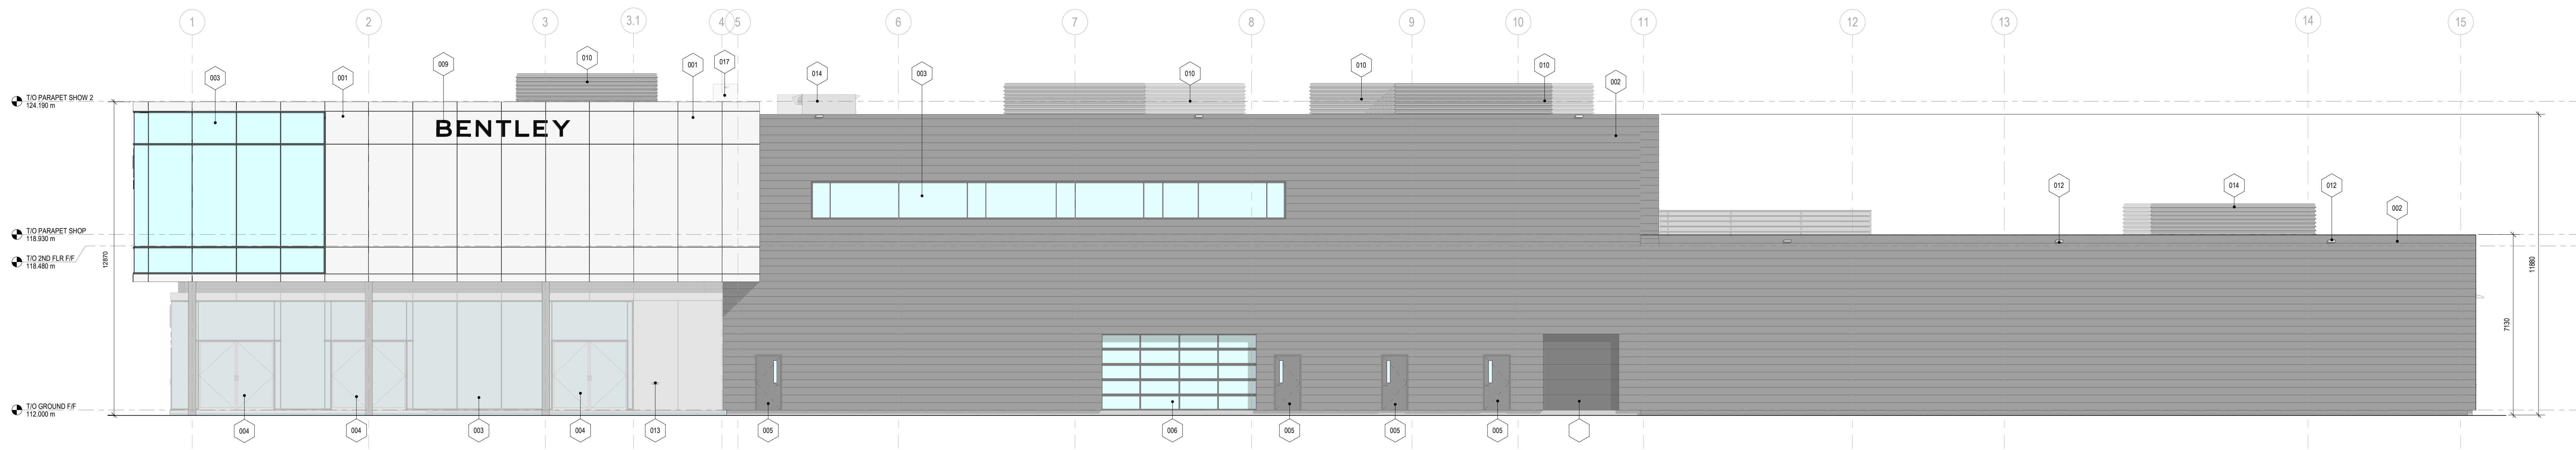 1 2 3 3.1 4 5 6 7 8 9 10 11 12 13 14 15
010 009 017 001 010 010 010
003 001 014 003 002
T/O PARAPET SHOW 2
124.190 m
BENTLEY
012 014 012
002
T/O PARAPET SHOP
118.930 m
T/O 2ND FLR F/F
118.480 m
12870
11880
7130
T/O GROUND F/F
112.000 m
004 004 003 004 013 005 006 005 005 005